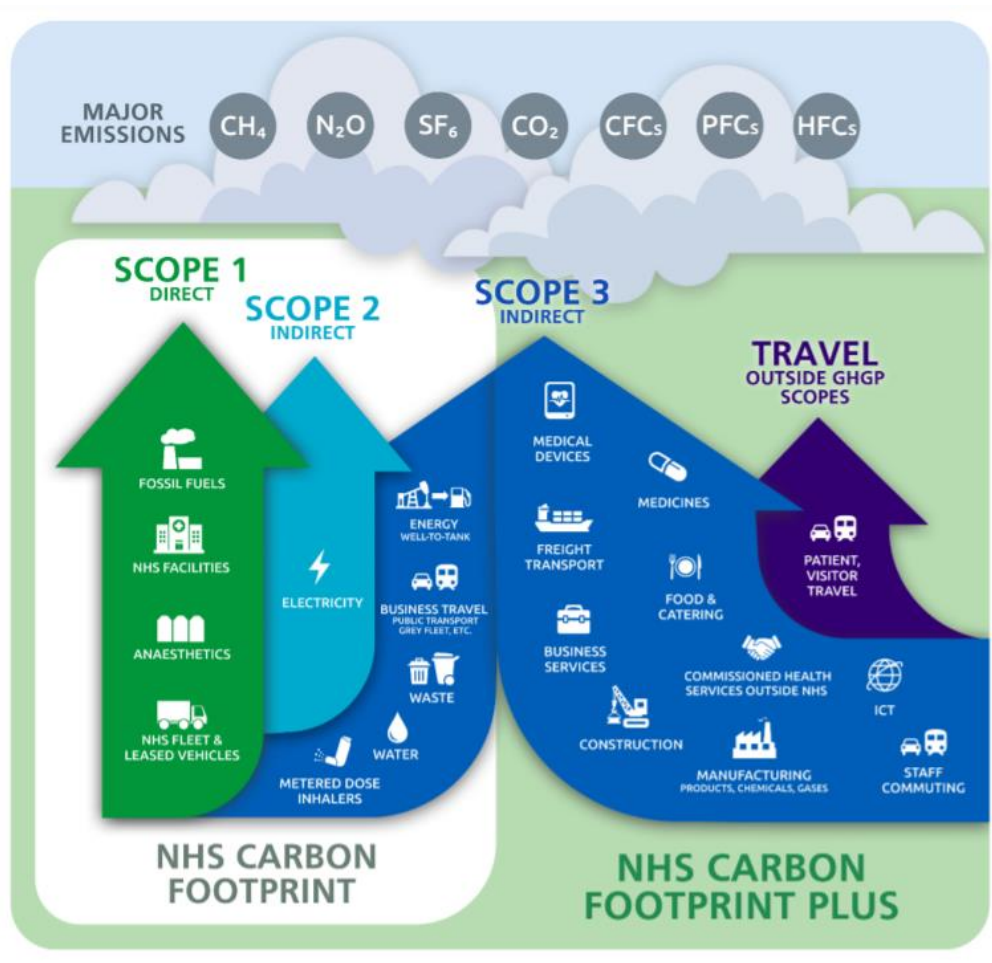 MAJOR
EMISSIONS
CH₄
N₂O
SF₆
CO₂
CFCs
PFCs
HFCs
SCOPE 1
DIRECT
SCOPE 2
INDIRECT
SCOPE 3
INDIRECT
TRAVEL
OUTSIDE GHGP
SCOPES
FOSSIL FUELS
NHS FACILITIES
ANAESTHETICS
NHS FLEET &
LEASED VEHICLES
ELECTRICITY
ENERGY
WELL-TO-TANK
BUSINESS TRAVEL
PUBLIC TRANSPORT
GREY FLEET, ETC.
WASTE
WATER
METERED DOSE
INHALERS
MEDICAL
DEVICES
MEDICINES
FREIGHT
TRANSPORT
FOOD &
CATERING
BUSINESS
SERVICES
COMMISSIONED HEALTH
SERVICES OUTSIDE NHS
CONSTRUCTION
MANUFACTURING
PRODUCTS, CHEMICALS, GASES
ICT
STAFF
COMMUTING
PATIENT,
VISITOR
TRAVEL
NHS CARBON
FOOTPRINT
NHS CARBON
FOOTPRINT PLUS